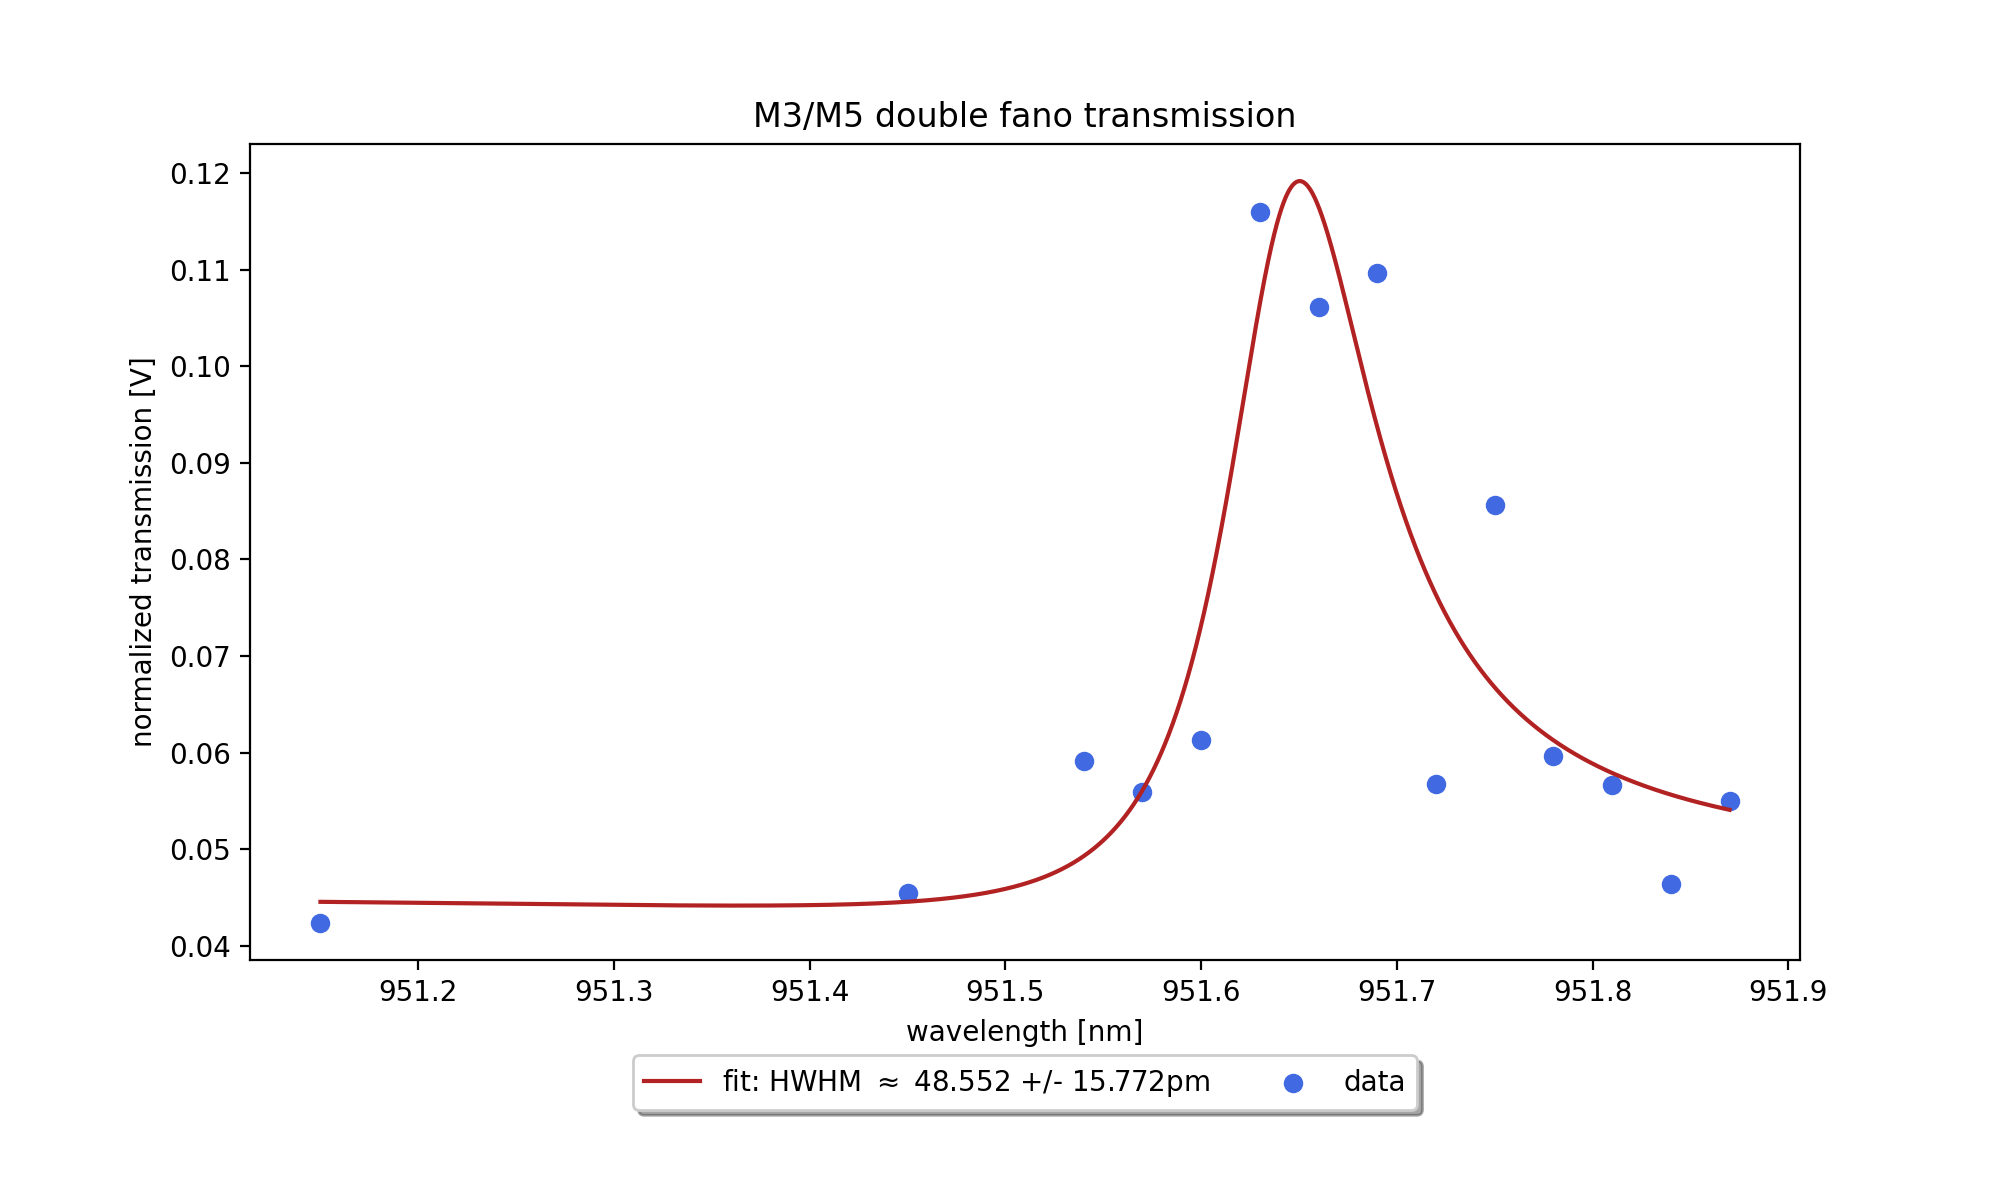 M3/M5 double fano transmission
normalized transmission [V]
0.12
0.11
0.10
0.09
0.08
0.07
0.06
0.05
0.04
951.2 951.3 951.4 951.5 951.6 951.7 951.8 951.9
wavelength [nm]
fit: HWHM ≈ 48.552 +/- 15.772pm data